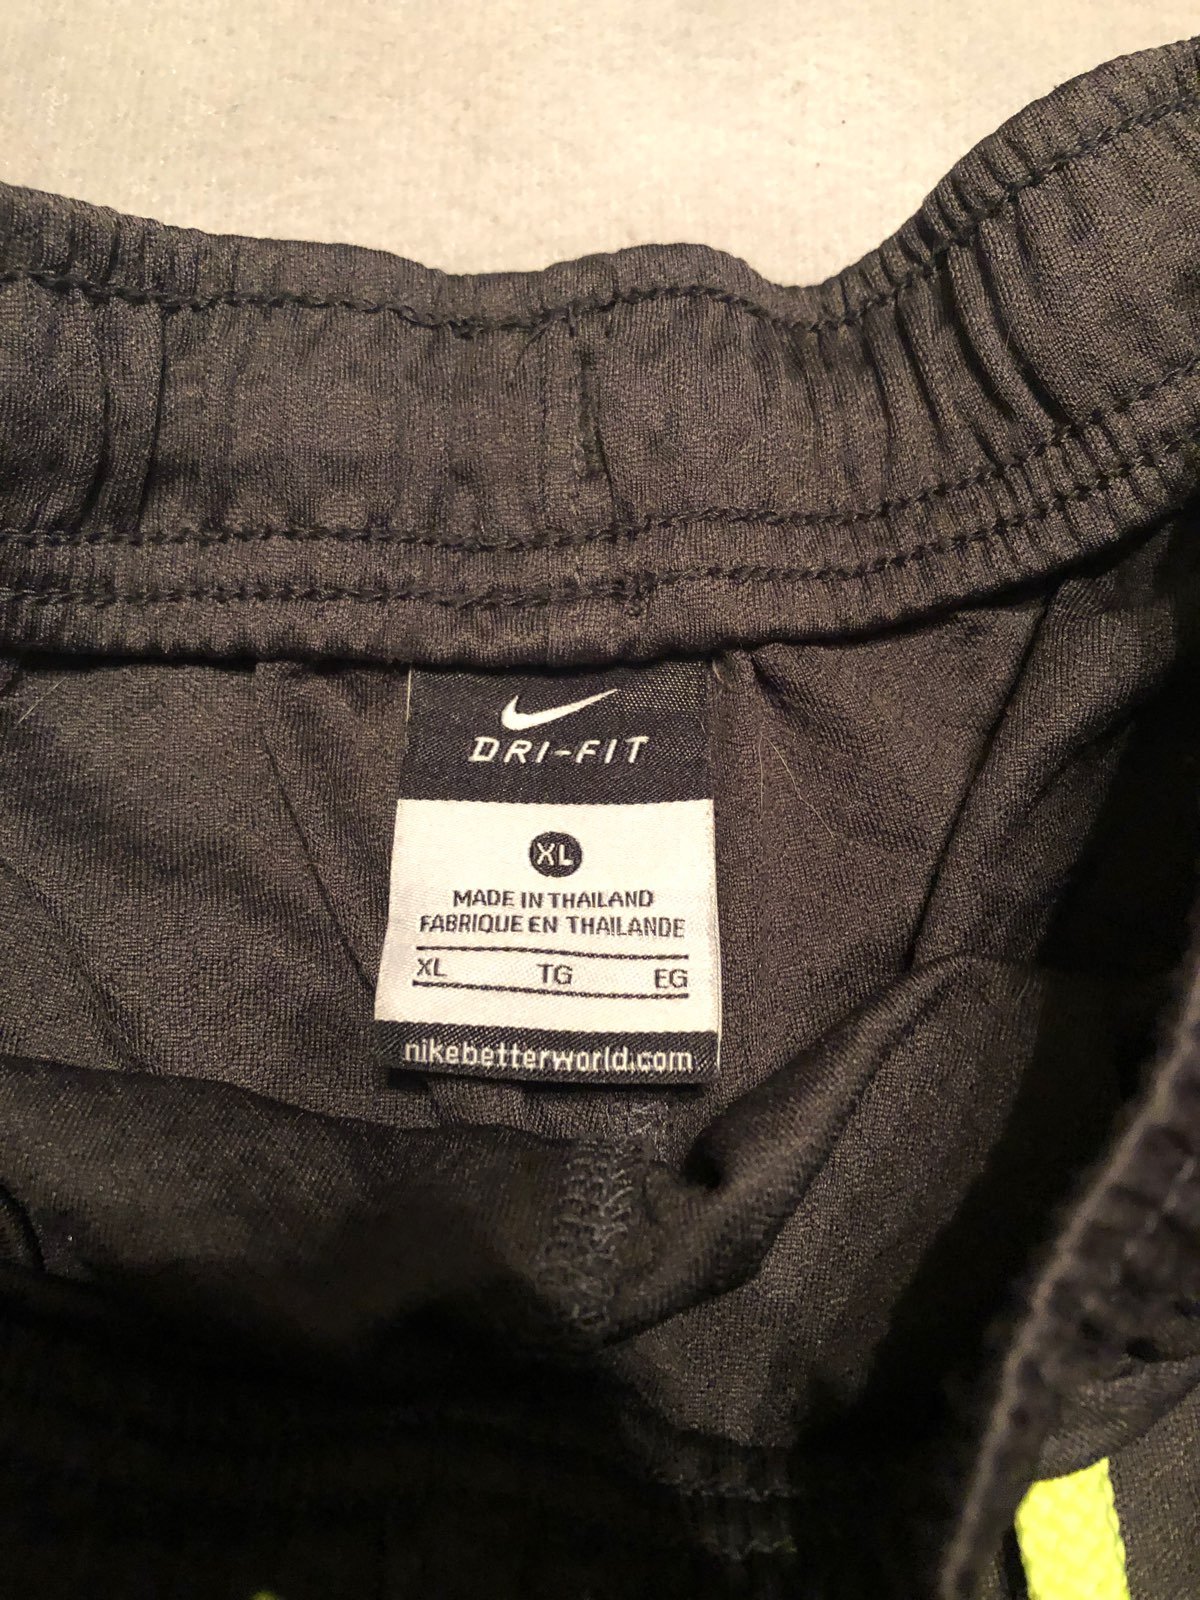 DRI-FIT
XL
MADE IN THAILAND
FABRIQUE EN THAILANDE
XL TG EG
nikebetterworld.com